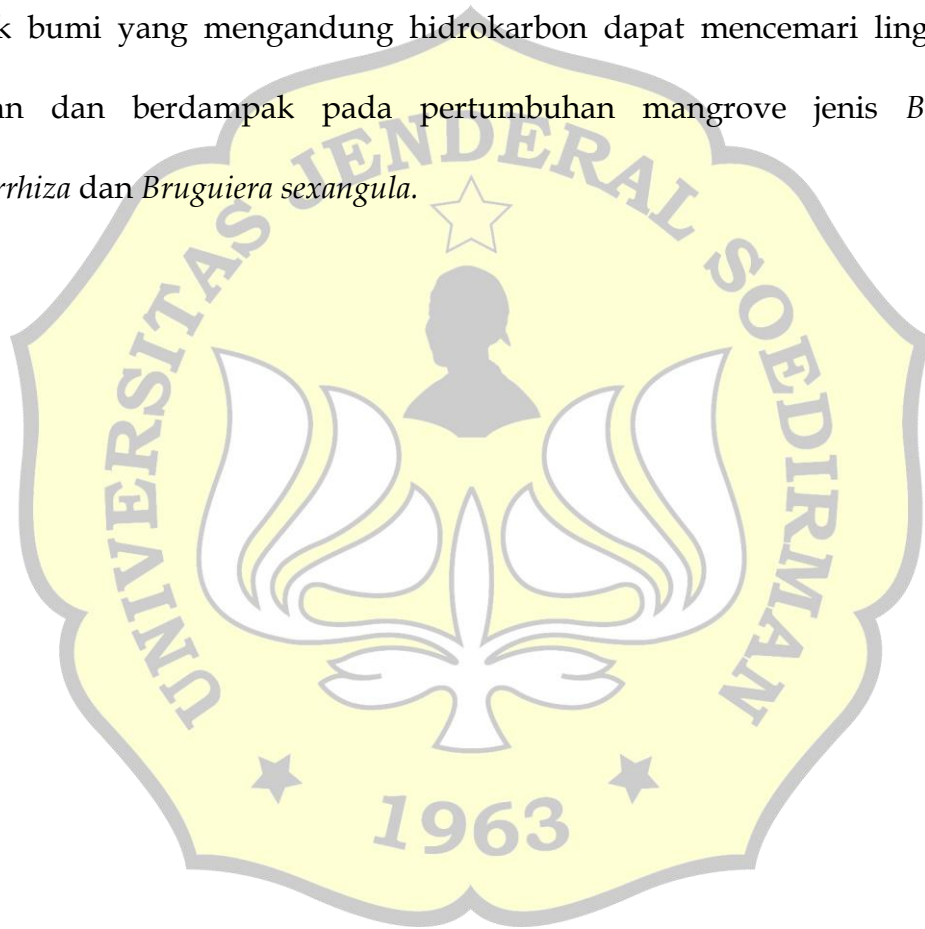 k bumi yang mengandung hidrokarbon dapat mencemari ling
n dan berdampak pada pertumbuhan mangrove jenis B
rrhiza dan Bruguiera sexangula.
UNIVERSITAS JENDERAL SOEDIRMAN
1963